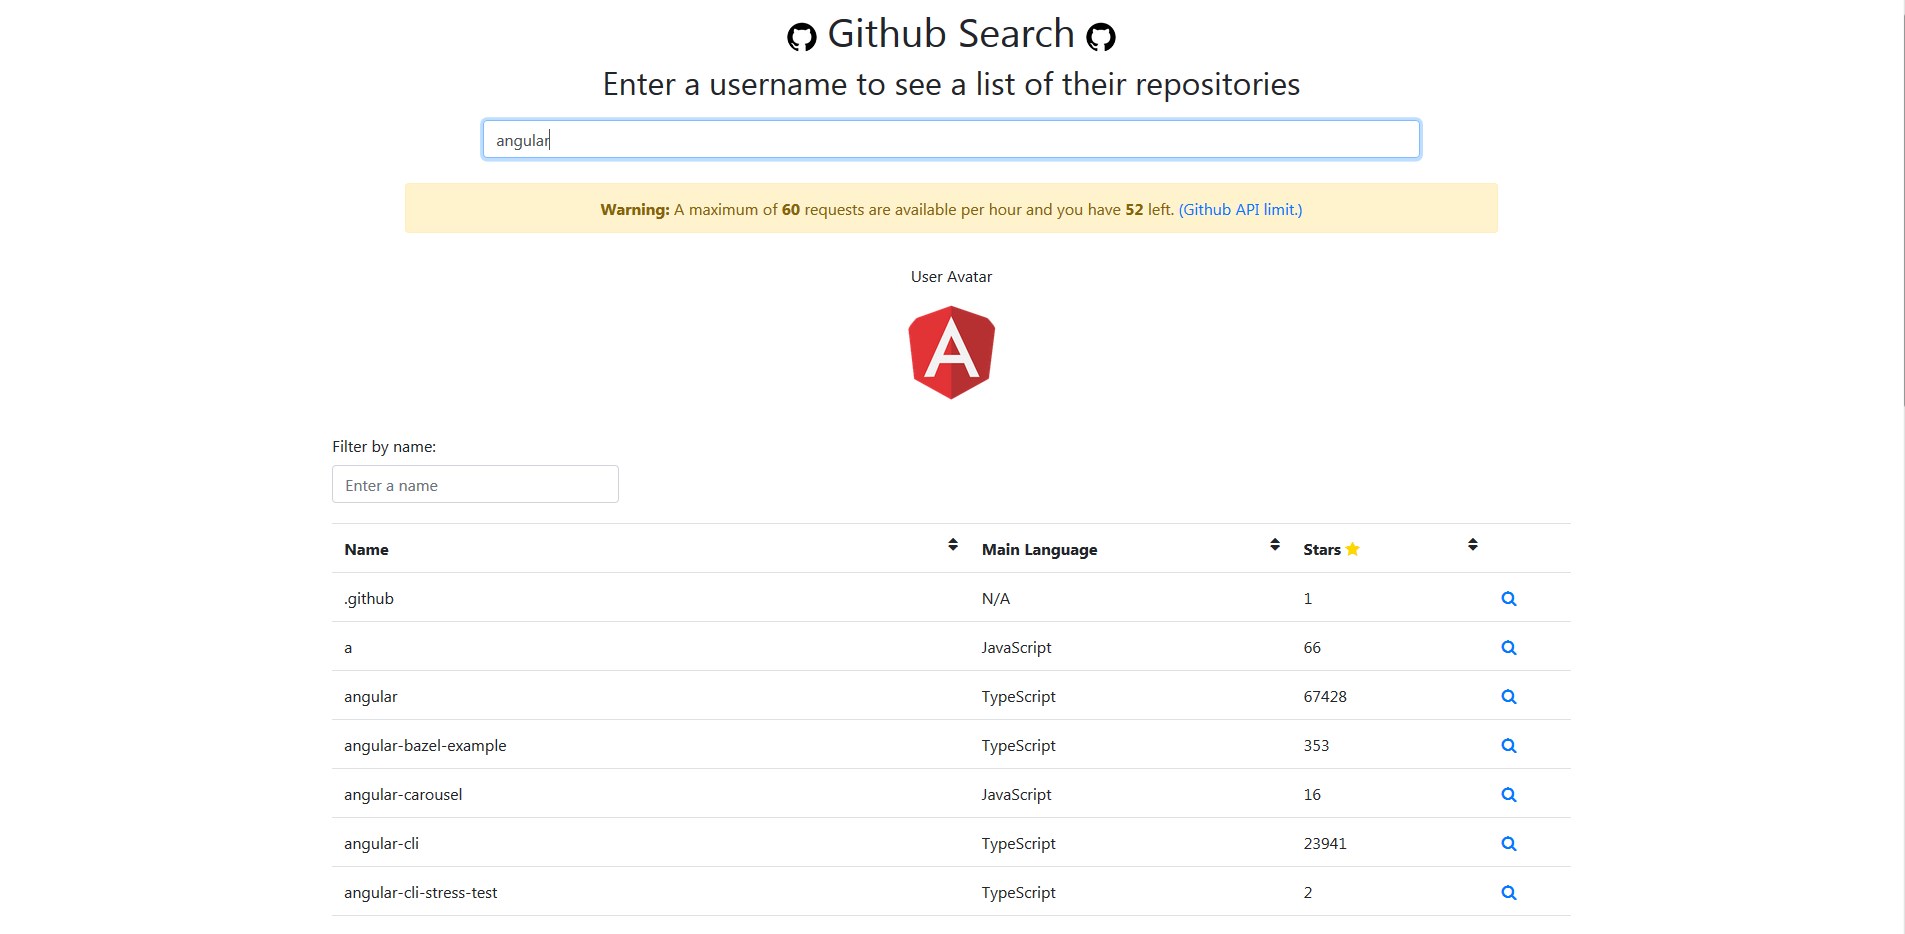 Github Search
Enter a username to see a list of their repositories
angular
Warning: A maximum of 60 requests are available per hour and you have 52 left. (Github API limit.)
User Avatar
A
Filter by name:
Enter a name
Name Main Language Stars
.github N/A 1
a JavaScript 66
angular TypeScript 67428
angular-bazel-example TypeScript 353
angular-carousel JavaScript 16
angular-cli TypeScript 23941
angular-cli-stress-test TypeScript 2